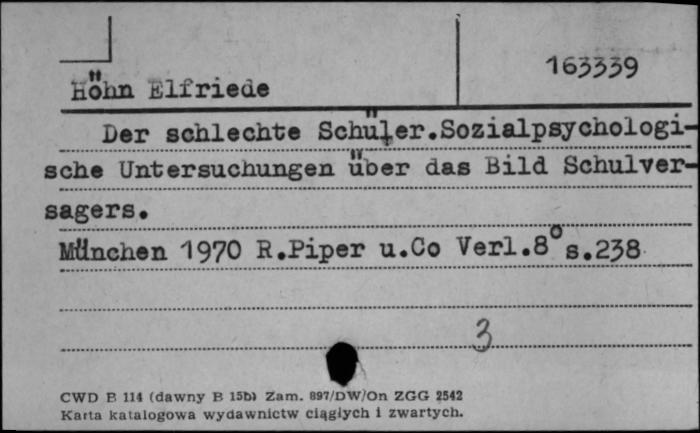 163339
Höhn Elfriede
Der schlechte Schüler.Sozialpsychologi-
sche Untersuchungen über das Bild Schulver-
sagers.
München 1970 R.Piper u.Co Verl.8° s.238
3
CWD B 114 (dawny B 15b) Zam. 897/DW/On ZGG 2542
Karta katalogowa wydawnictw ciągłych i zwartych.